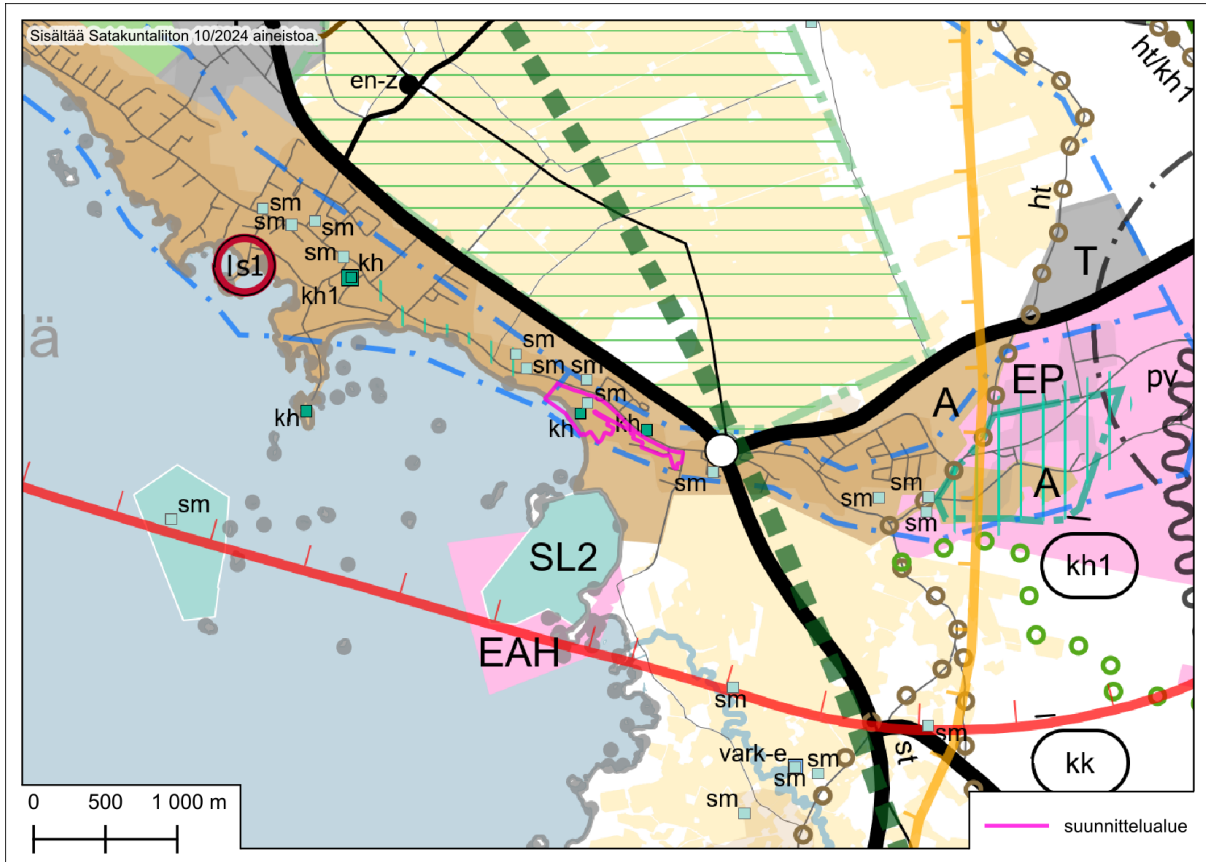 Sisältää Satakuntaliiton 10/2024 aineistoa.
en-z
ht/kh1
ht
sm
sm
sm
sm
kh
kh1
ls1
T
lä
sm
sm
sm
sm
kh
kh
kh
A
EP
pv
sm
sm
sm
A
sm
SL2
kh1
EAH
sm
sm
st
vark-e
sm
sm
kk
sm
0 500 1 000 m
suunnittelualue